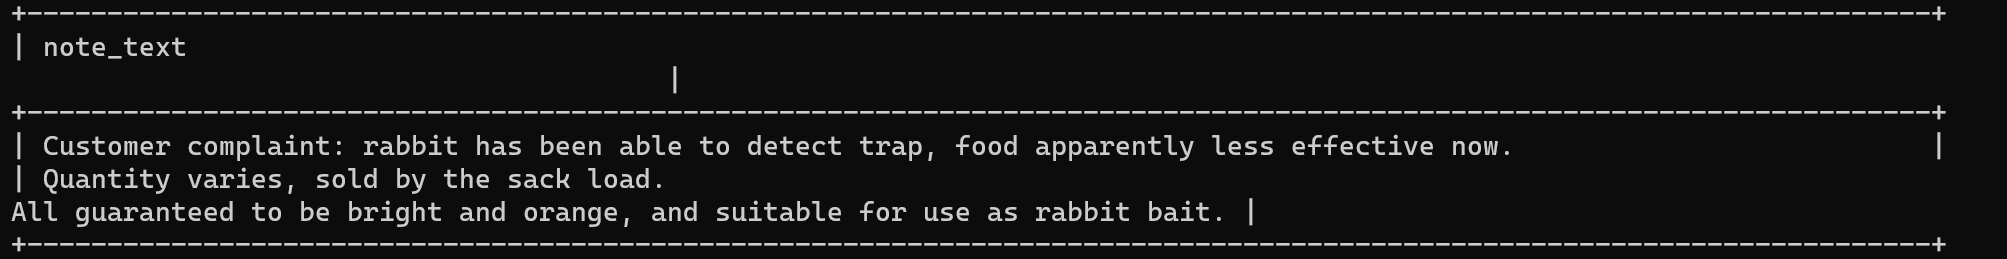 +-----------------------------------------------------------------------------------------------------------------------+
| note_text
|
+-----------------------------------------------------------------------------------------------------------------------+
| Customer complaint: rabbit has been able to detect trap, food apparently less effective now. |
| Quantity varies, sold by the sack load.
All guaranteed to be bright and orange, and suitable for use as rabbit bait. |
+-----------------------------------------------------------------------------------------------------------------------+